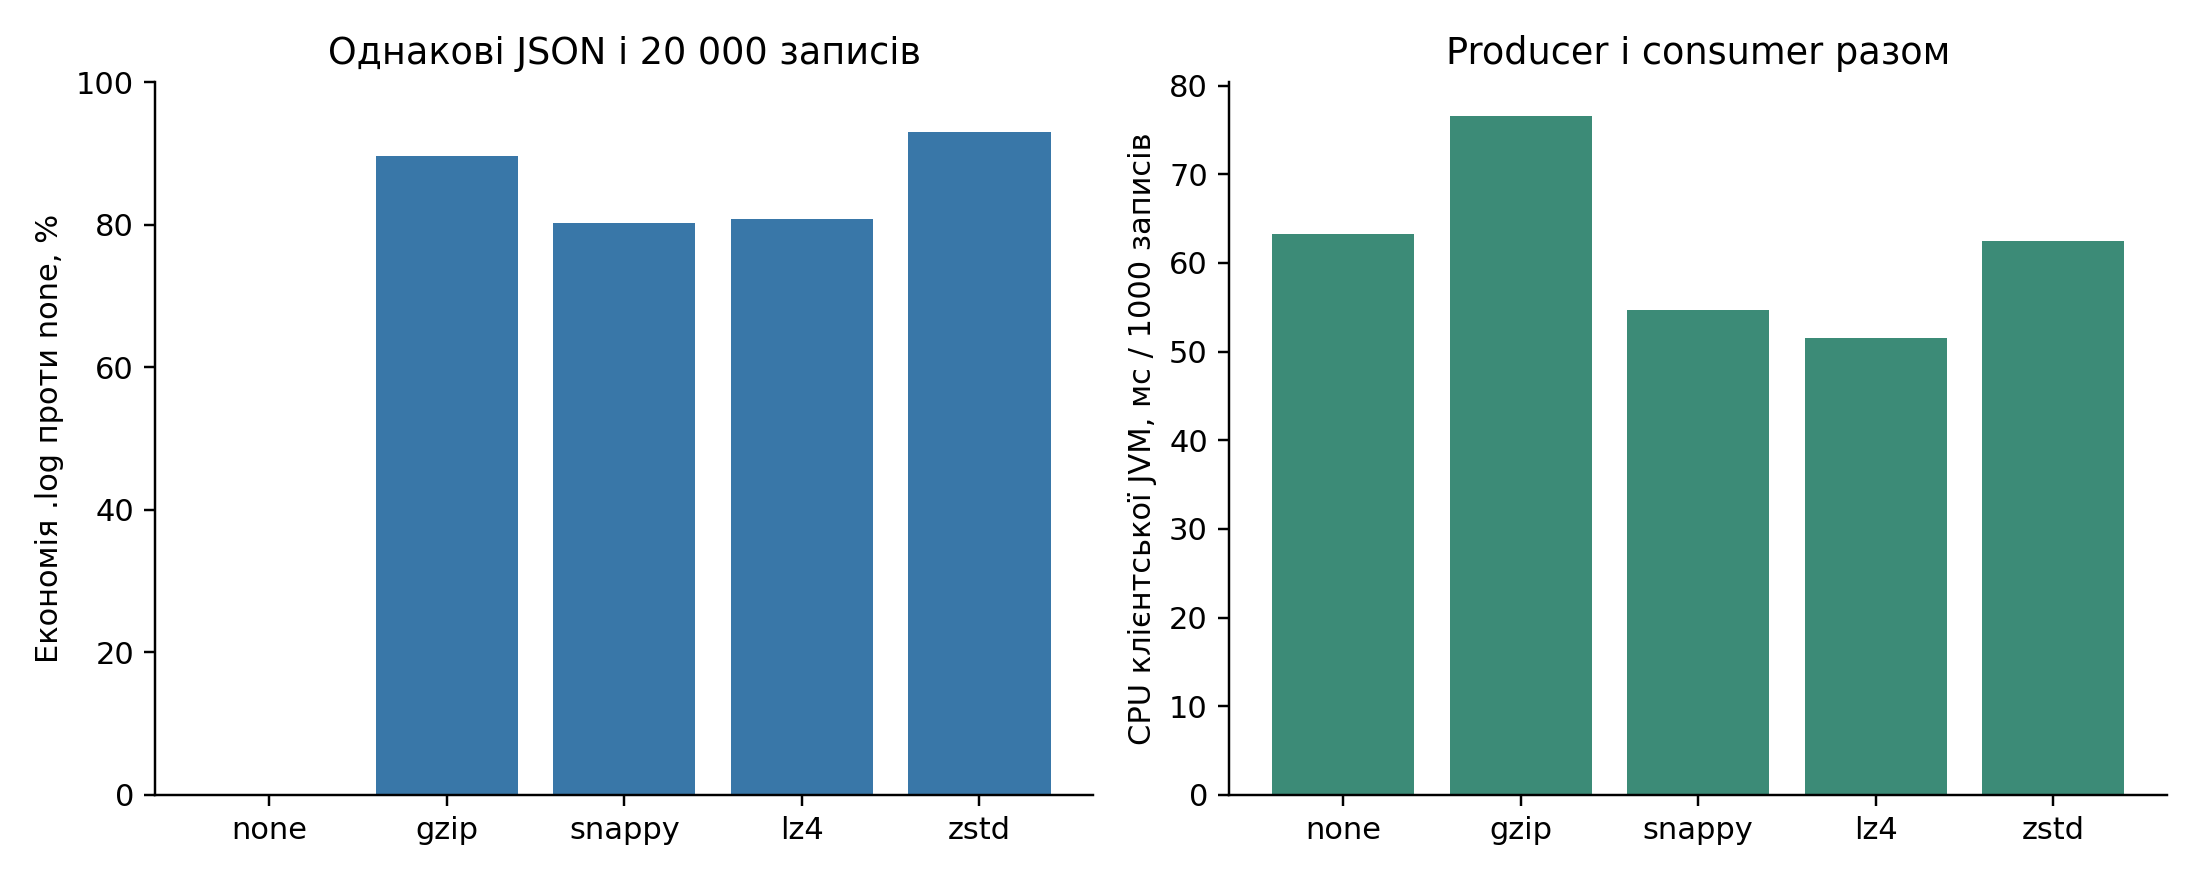 Однакові JSON і 20 000 записів
Економія .log проти none, %
100
80
60
40
20
0
none gzip snappy lz4 zstd
Producer і consumer разом
CPU клієнтської JVM, мс / 1000 записів
80
70
60
50
40
30
20
10
0
none gzip snappy lz4 zstd